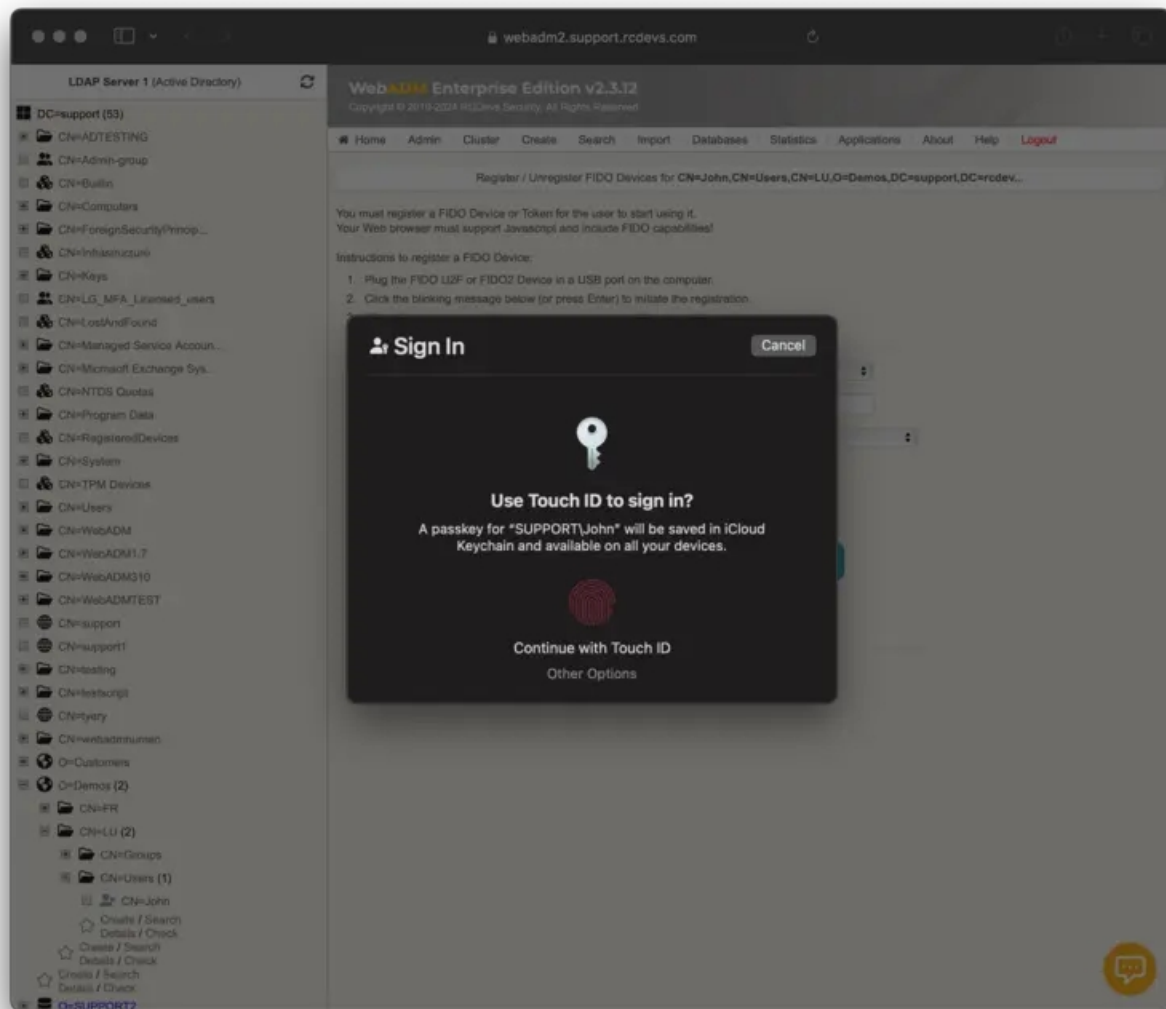 webadm2.support.rcdevs.com
LDAP Server 1 (Active Directory)
DC=support (53)
CN=ADTESTING
CN=Admin-group
CN=Builtin
CN=Computers
CN=ForeignSecurityPrincip...
CN=Infrastructure
CN=Keys
CN=LG_MFA_Licensed_users
CN=LostAndFound
CN=Managed Service Accoun...
CN=Microsoft Exchange Sys...
CN=NTDS Quotas
CN=Program Data
CN=RegisteredDevices
CN=System
CN=TPM Devices
CN=Users
CN=WebADM
CN=WebADM1.7
CN=WebADM310
CN=WebADMTEST
CN=support
CN=support1
CN=testing
CN=testscript
CN=tyery
O=Customers
O=Demos (2)
CN=FR
CN=LU (2)
CN=Groups
CN=Users (1)
CN=John
Create / Search
Details / Check
Create / Search
Details / Check
Create / Search
Details / Check
O=SUPPORT2
WebADM Enterprise Edition v2.3.12
Copyright © 2010-2024 RCDevs Security, All Rights Reserved
Home Admin Cluster Create Search Import Databases Statistics Applications About Help Logout
Register / Unregister FIDO Devices for CN=John,CN=Users,CN=LU,O=Demos,DC=support,DC=rcdev...
You must register a FIDO Device or Token for the user to start using it.
Your Web browser must support Javascript and include FIDO capabilities!
Instructions to register a FIDO Device:
1. Plug the FIDO U2F or FIDO2 Device in a USB port on the computer.
2. Click the blinking message below (or press Enter) to initiate the registration.
Sign In
Cancel
Use Touch ID to sign in?
A passkey for “SUPPORT\John” will be saved in iCloud
Keychain and available on all your devices.
Continue with Touch ID
Other Options